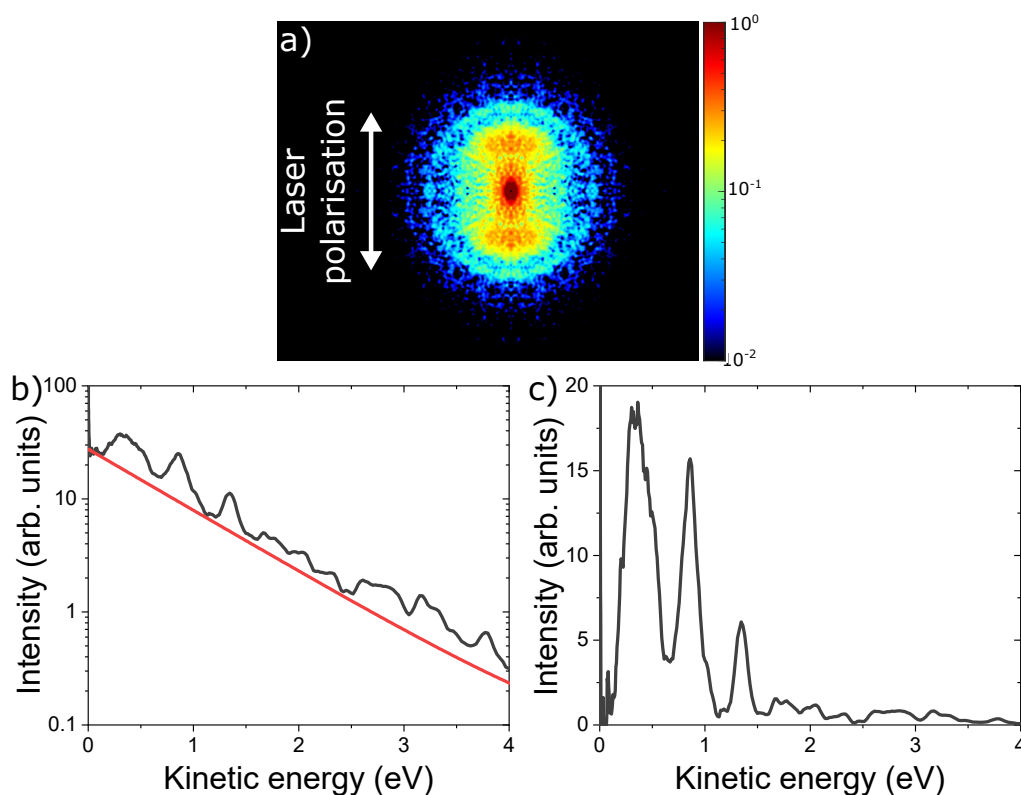 a)
Laser
polarisation
10⁰
10⁻¹
10⁻²
b)
100
10
1
0.1
Intensity (arb. units)
0 1 2 3 4
Kinetic energy (eV)
c)
20
15
10
5
0
Intensity (arb. units)
0 1 2 3 4
Kinetic energy (eV)